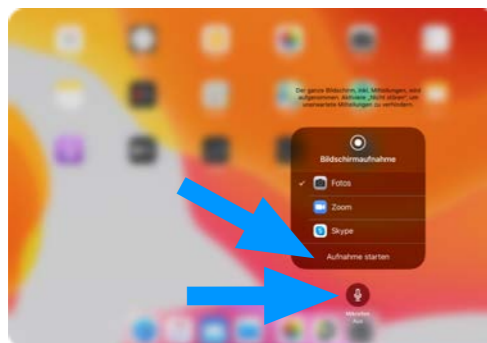 Der ganze Bildschirm, inkl. Mitteilungen, wird
aufgenommen. Aktiviere „Nicht stören“, um
unerwartete Mitteilungen zu verhindern.
Bildschirmaufnahme
Fotos
Zoom
Skype
Aufnahme starten
Mikrofon
Aus